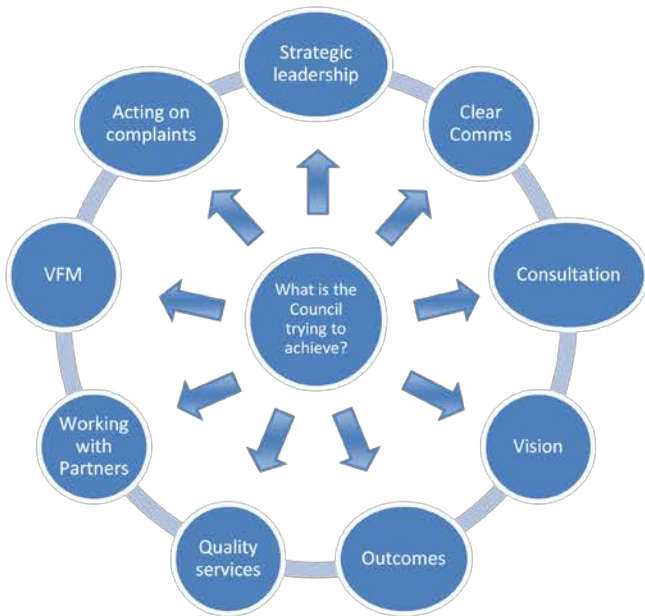 Strategic
leadership
Clear
Comms
Consultation
Vision
Outcomes
Quality
services
Working
with
Partners
VFM
Acting on
complaints
What is the
Council
trying to
achieve?